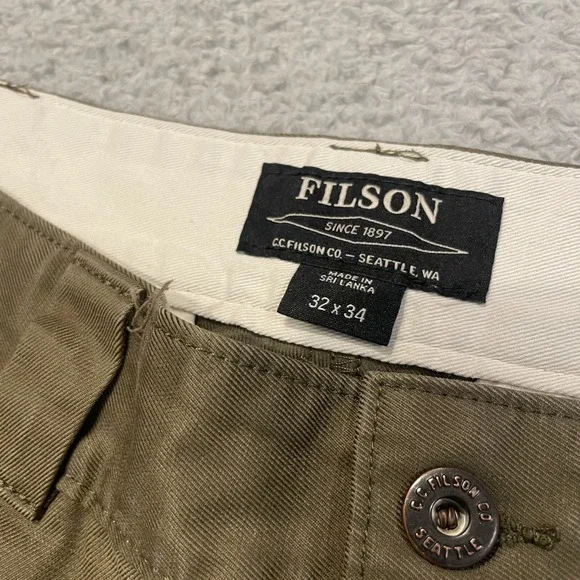 FILSON
SINCE 1897
C.C. FILSON CO. – SEATTLE, WA
MADE IN
SRI LANKA
32 x 34
C.C. FILSON CO
SEATTLE